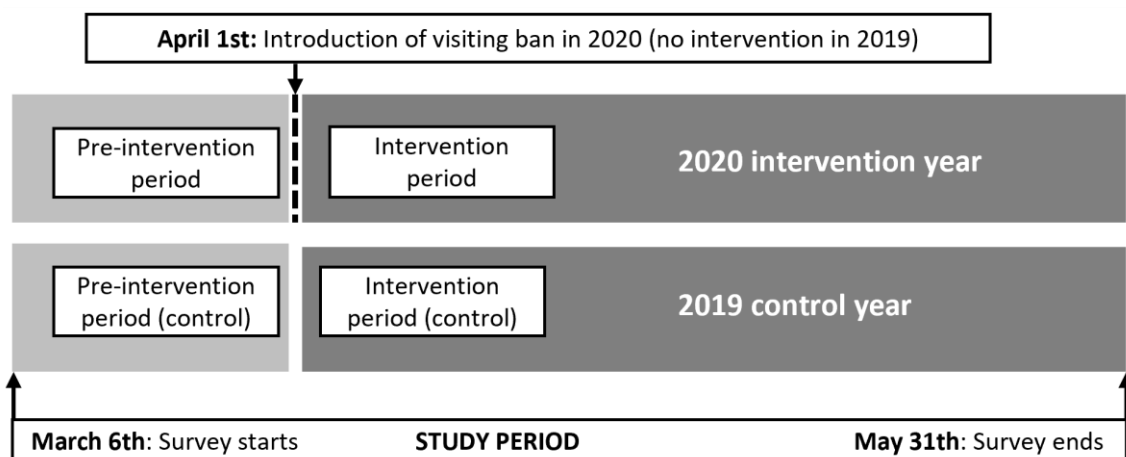 April 1st: Introduction of visiting ban in 2020 (no intervention in 2019)
Pre-intervention
period
Intervention
period
2020 intervention year
Pre-intervention
period (control)
Intervention
period (control)
2019 control year
March 6th: Survey starts
STUDY PERIOD
May 31th: Survey ends